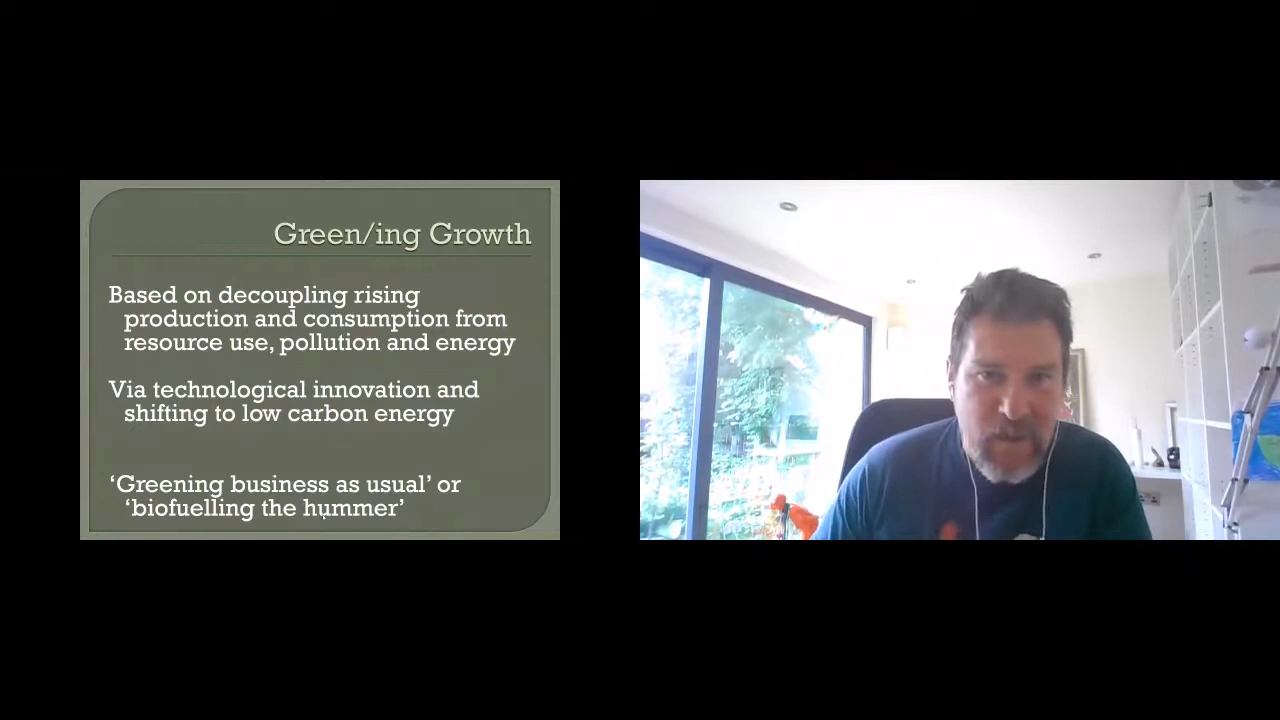 Green/ing Growth
Based on decoupling rising
production and consumption from
resource use, pollution and energy
Via technological innovation and
shifting to low carbon energy
‘Greening business as usual’ or
‘biofuelling the hummer’